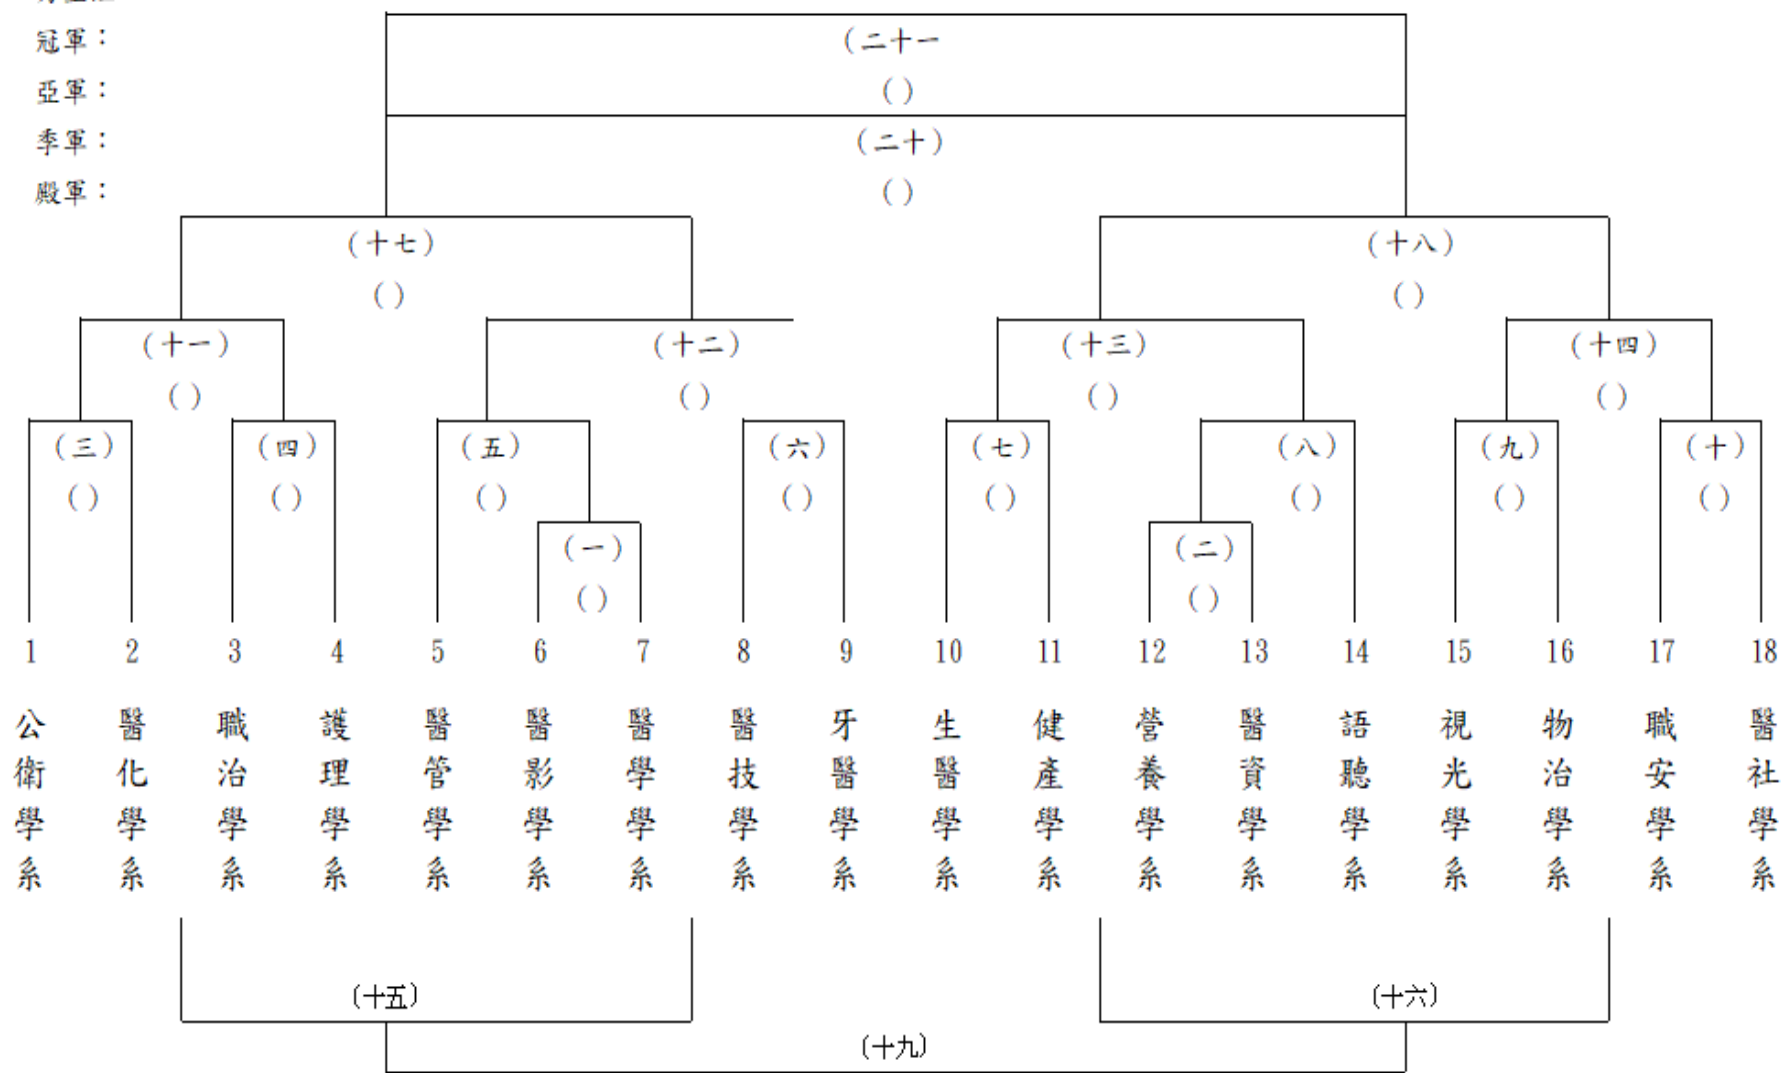 冠軍：
(二十一
亞軍：
( )
季軍：
(二十)
殿軍：
( )
(十七)
(十八)
( )
( )
(十一)
(十二)
(十三)
(十四)
( )
( )
( )
( )
(三)
(四)
(五)
(六)
(七)
(八)
(九)
(十)
( )
( )
( )
( )
( )
( )
( )
( )
(一)
(二)
( )
( )
1 2 3 4 5 6 7 8 9 10 11 12 13 14 15 16 17 18
公衛學系
醫化學系
職治學系
護理學系
醫管學系
醫影學系
醫學學系
醫技學系
牙醫學系
生醫學系
健產學系
營養學系
醫資學系
語聽學系
視光學系
物治學系
職安學系
醫社學系
(十五)
(十六)
(十九)